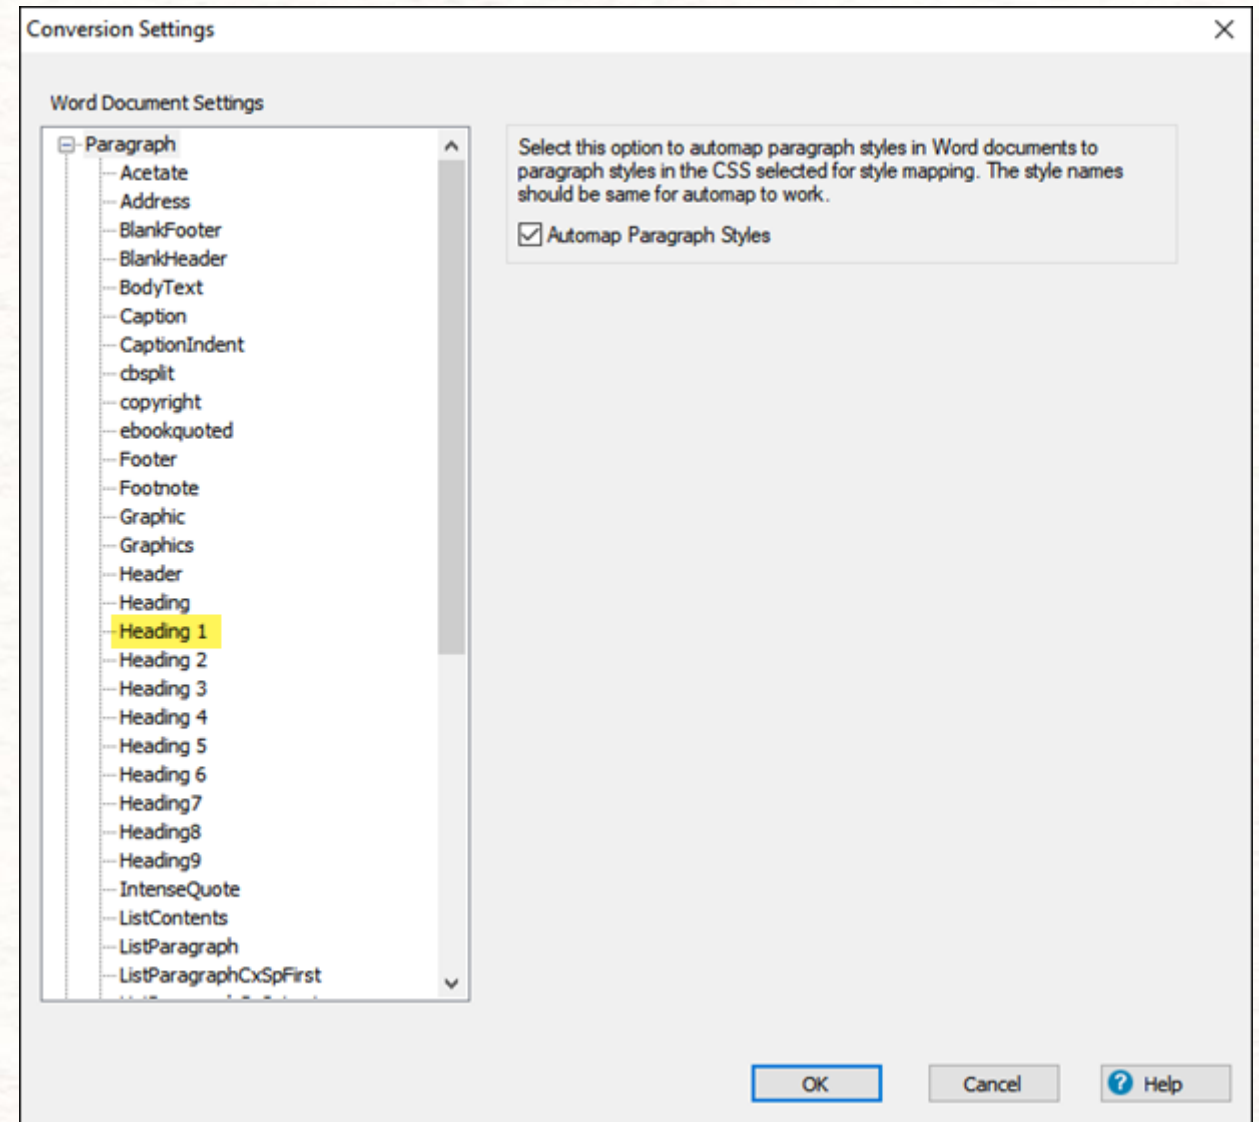 Conversion Settings
Word Document Settings
Paragraph
Acetate
Address
BlankFooter
BlankHeader
BodyText
Caption
CaptionIndent
cbsplit
copyright
ebookquoted
Footer
Footnote
Graphic
Graphics
Header
Heading
Heading 1
Heading 2
Heading 3
Heading 4
Heading 5
Heading 6
Heading7
Heading8
Heading9
IntenseQuote
ListContents
ListParagraph
ListParagraphCxSpFirst
Select this option to automap paragraph styles in Word documents to
paragraph styles in the CSS selected for style mapping. The style names
should be same for automap to work.
Automap Paragraph Styles
OK
Cancel
? Help